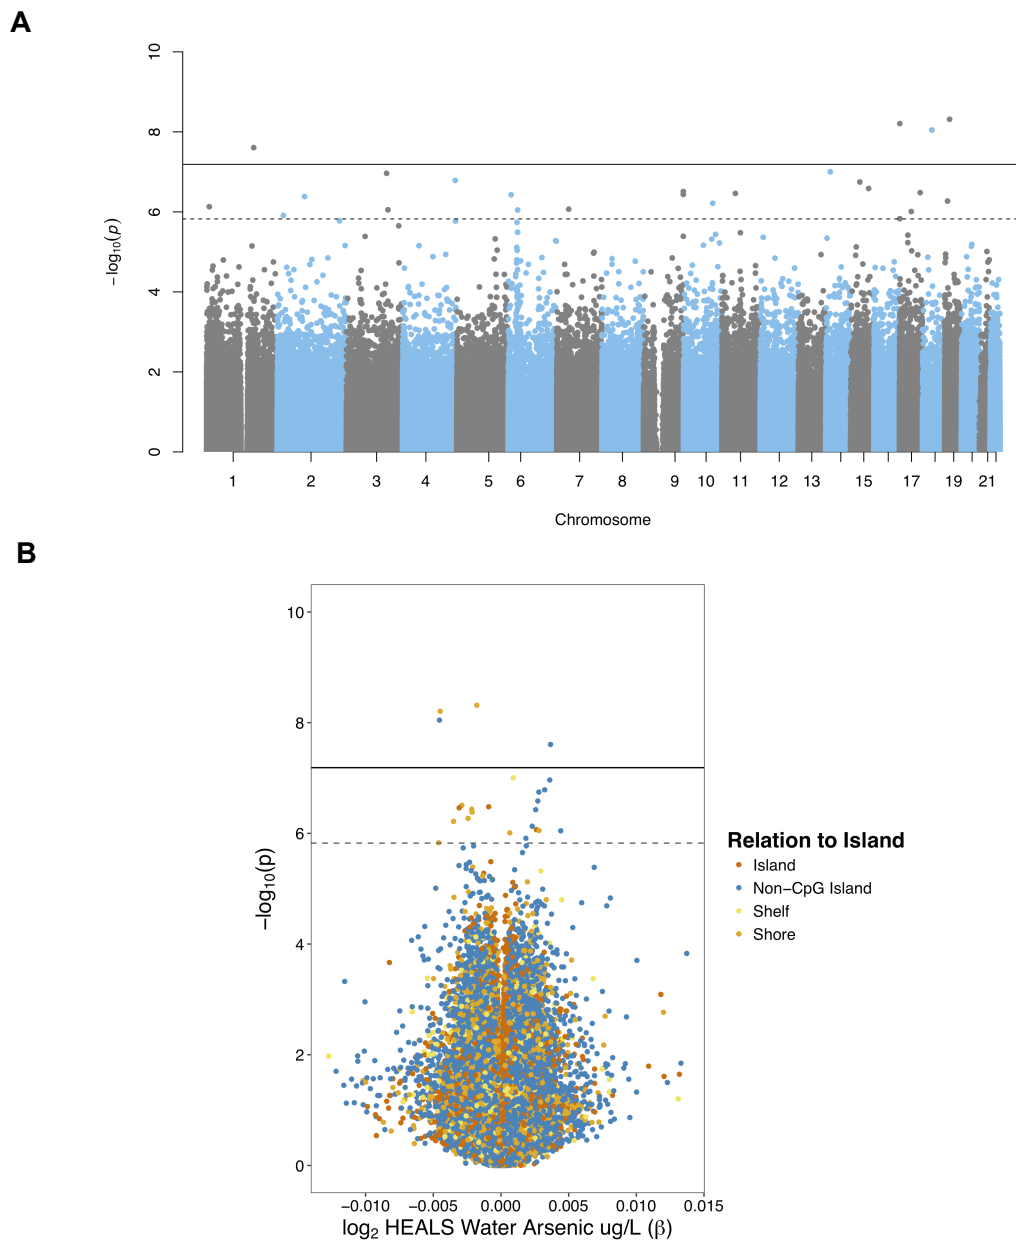 A
10
8
6
4
2
0
−log10(p)
1 2 3 4 5 6 7 8 9 10 11 12 13 15 17 19 21
Chromosome
B
10
8
6
4
2
0
−log10(p)
−0.010 −0.005 0.000 0.005 0.010 0.015
log2 HEALS Water Arsenic ug/L (β)
Relation to Island
Island
Non−CpG Island
Shelf
Shore